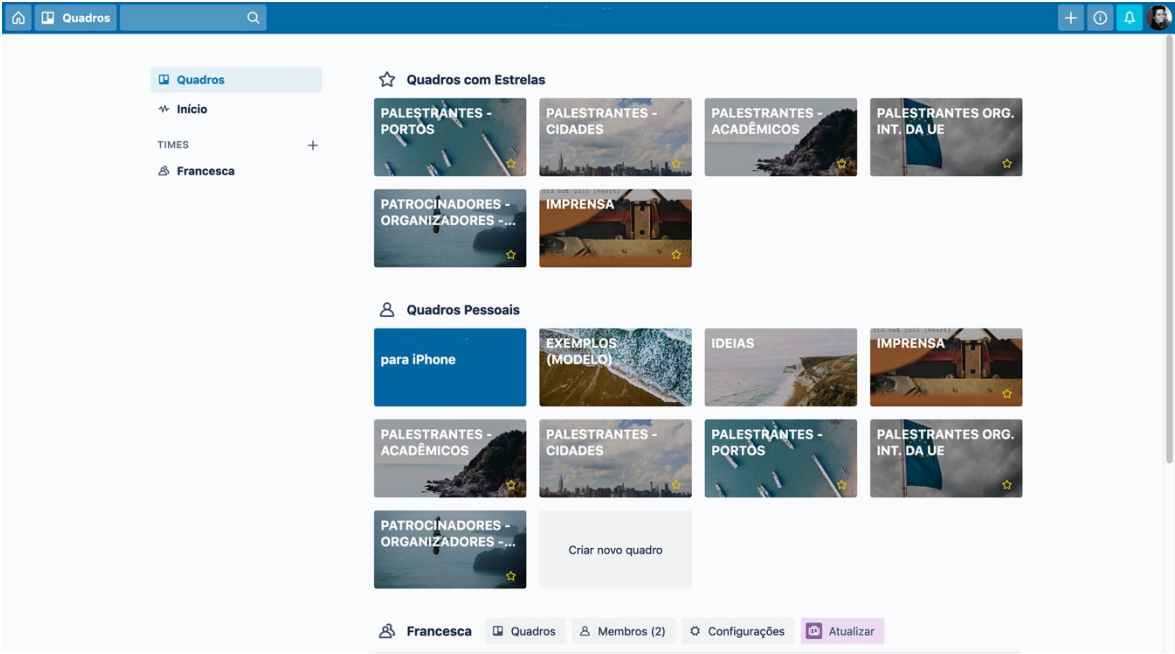 Quadros
Quadros
Início
TIMES
Francesca
Quadros com Estrelas
PALESTRANTES -
PORTOS
PALESTRANTES -
CIDADES
PALESTRANTES -
ACADÊMICOS
PALESTRANTES ORG.
INT. DA UE
PATROCINADORES -
ORGANIZADORES -...
IMPRENSA
Quadros Pessoais
para iPhone
EXEMPLOS
(MODELO)
IDEIAS
IMPRENSA
PALESTRANTES -
ACADÊMICOS
PALESTRANTES -
CIDADES
PALESTRANTES -
PORTOS
PALESTRANTES ORG.
INT. DA UE
PATROCINADORES -
ORGANIZADORES -...
Criar novo quadro
Francesca Quadros Membros (2) Configurações Atualizar